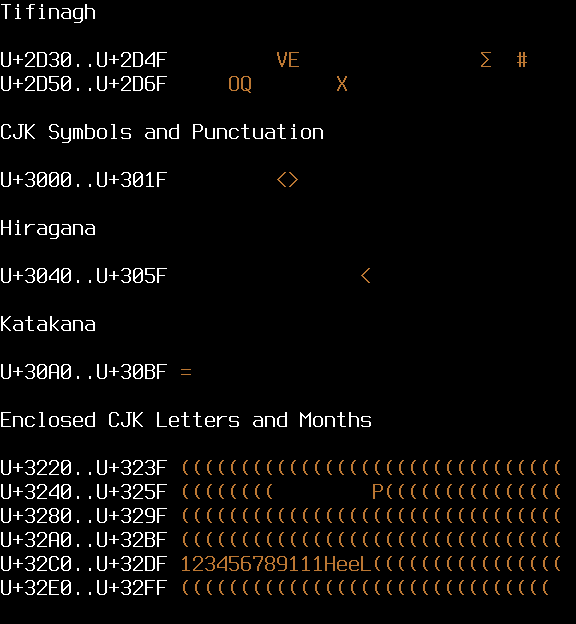 Tifinagh
U+2D30..U+2D4F         VE               Σ  #
U+2D50..U+2D6F     OQ       X
CJK Symbols and Punctuation
U+3000..U+301F         <>
Hiragana
U+3040..U+305F                <
Katakana
U+30A0..U+30BF =
Enclosed CJK Letters and Months
U+3220..U+323F ((((((((((((((((((((((((((((((((
U+3240..U+325F ((((((((        P(((((((((((((((
U+3280..U+329F ((((((((((((((((((((((((((((((((
U+32A0..U+32BF ((((((((((((((((((((((((((((((((
U+32C0..U+32DF 123456789111HeeL((((((((((((((((
U+32E0..U+32FF (((((((((((((((((((((((((((((((